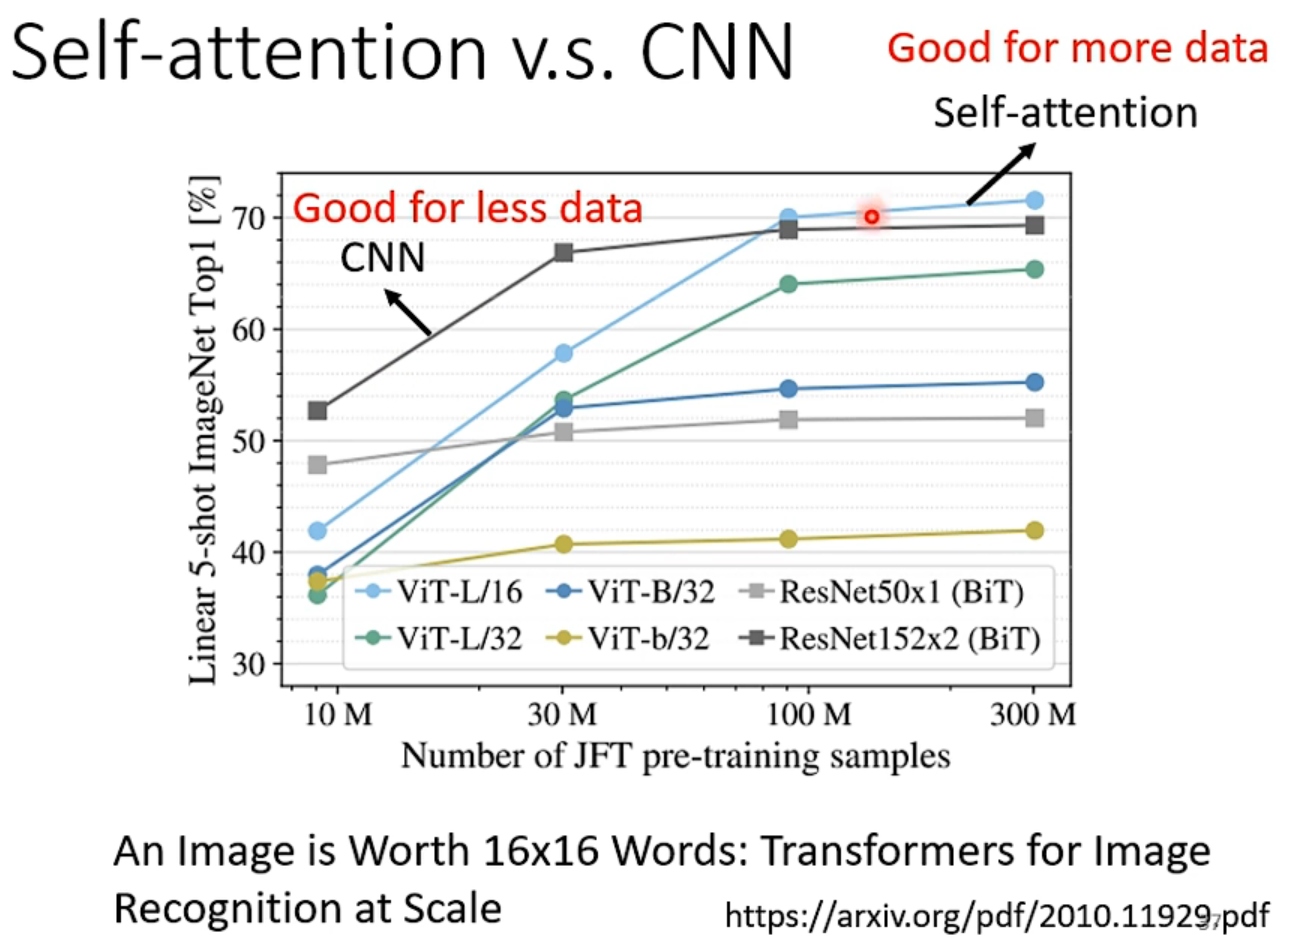 Self-attention v.s. CNN
Good for more data
Self-attention
Good for less data
CNN
Linear 5-shot ImageNet Top1 [%]
70
60
50
40
30
ViT-L/16 ViT-B/32 ResNet50x1 (BiT)
ViT-L/32 ViT-b/32 ResNet152x2 (BiT)
10 M 30 M 100 M 300 M
Number of JFT pre-training samples
An Image is Worth 16x16 Words: Transformers for Image
Recognition at Scale
https://arxiv.org/pdf/2010.11929.pdf
37